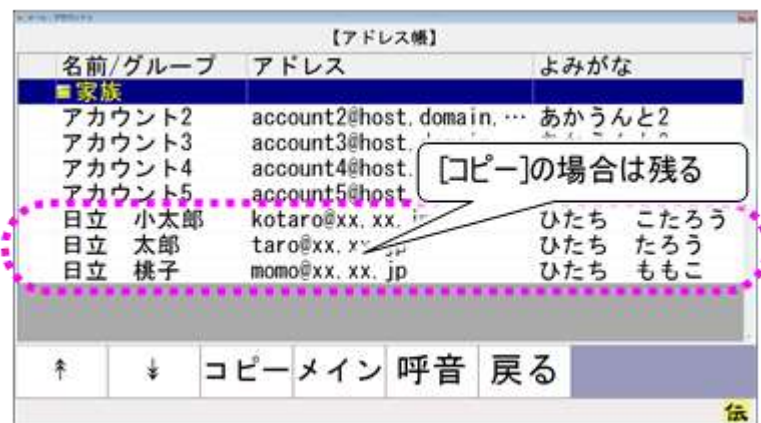 【アドレス帳】
名前/グループ アドレス よみがな
家族
アカウント2 account2@host.domain.… あかうんと2
アカウント3 account3@host.
アカウント4 account4@host.
アカウント5 account5@host
[コピー]の場合は残る
日立 小太郎 kotaro@xx.xx. ひたち こたろう
日立 太郎 taro@xx. jp ひたち たろう
日立 桃子 momo@xx.xx.jp ひたち ももこ
↟ ↡ コピー メイン 呼音 戻る
伝